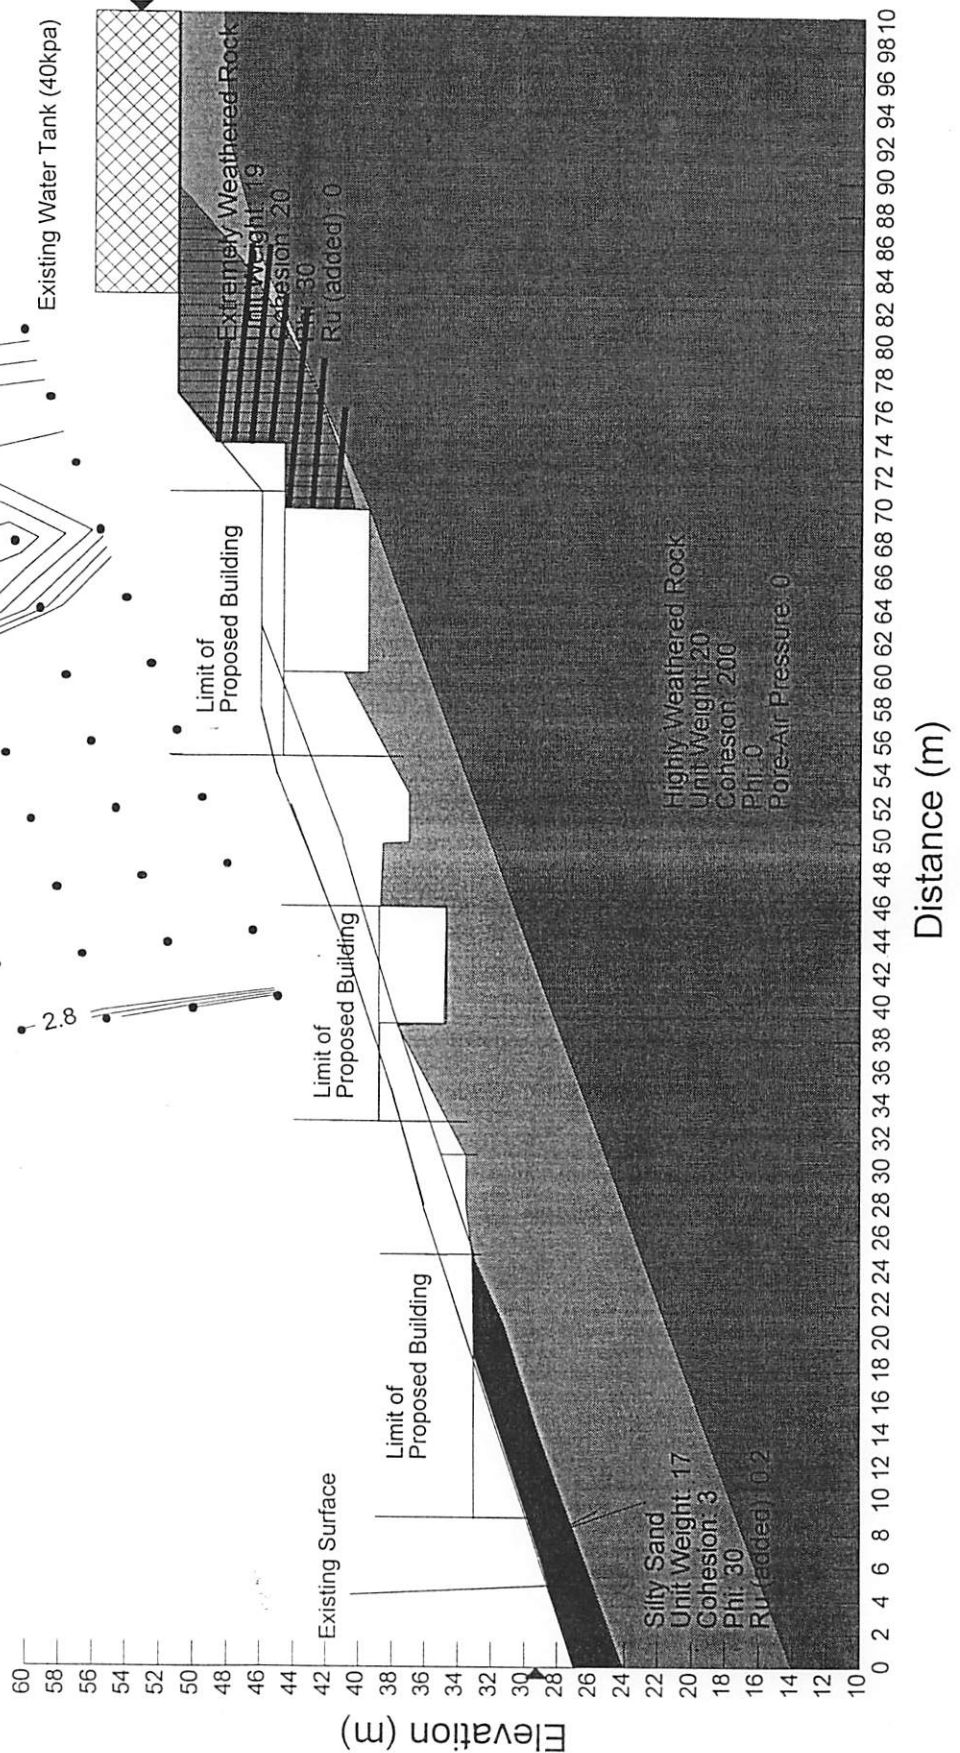 Existing Water Tank (40kpa)
Extremely Weathered Rock
Unit Weight: 19
Cohesion: 20
Phi: 30
Ru (added): 0
Limit of
Proposed Building
Limit of
Proposed Building
Limit of
Proposed Building
Existing Surface
2.8
Highly Weathered Rock
Unit Weight: 20
Cohesion: 200
Phi: 0
Pore-Air Pressure: 0
Silty Sand
Unit Weight: 17
Cohesion: 3
Phi: 30
Ru (added): 0.2
Elevation (m)
60
58
56
54
52
50
48
46
44
42
40
38
36
34
32
30
28
26
24
22
20
18
16
14
12
10
0 2 4 6 8 10 12 14 16 18 20 22 24 26 28 30 32 34 36 38 40 42 44 46 48 50 52 54 56 58 60 62 64 66 68 70 72 74 76 78 80 82 84 86 88 90 92 94 96 98 10
Distance (m)